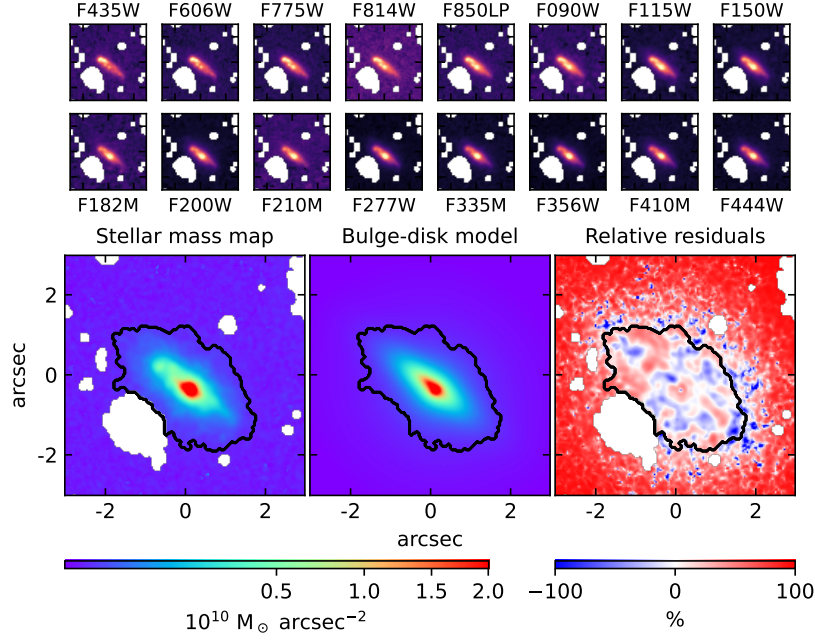 F435W F606W F775W F814W F850LP F090W F115W F150W
F182M F200W F210M F277W F335M F356W F410M F444W
Stellar mass map Bulge-disk model Relative residuals
arcsec
2
0
-2
-2 0 2 -2 0 2 -2 0 2
arcsec
0.5 1.0 1.5 2.0 −100 0 100
10¹⁰ M⊙ arcsec⁻² %